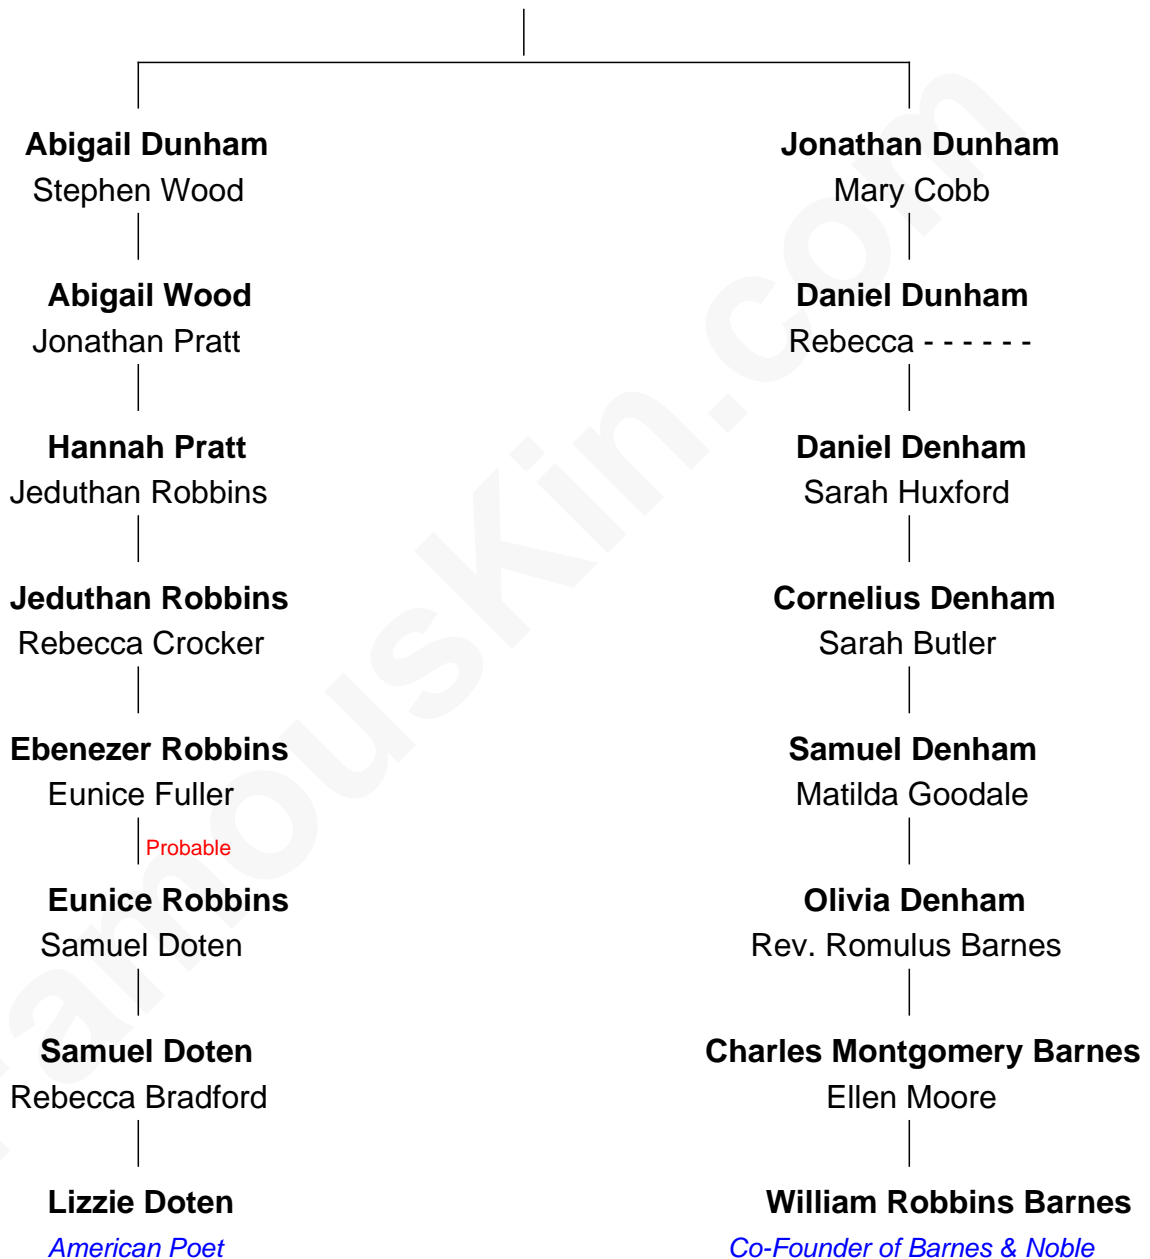 Abigail Dunham
Stephen Wood
Abigail Wood
Jonathan Pratt
Hannah Pratt
Jeduthan Robbins
Jeduthan Robbins
Rebecca Crocker
Ebenezer Robbins
Eunice Fuller
Probable
Eunice Robbins
Samuel Doten
Samuel Doten
Rebecca Bradford
Lizzie Doten
American Poet
Jonathan Dunham
Mary Cobb
Daniel Dunham
Rebecca - - - - - -
Daniel Denham
Sarah Huxford
Cornelius Denham
Sarah Butler
Samuel Denham
Matilda Goodale
Olivia Denham
Rev. Romulus Barnes
Charles Montgomery Barnes
Ellen Moore
William Robbins Barnes
Co-Founder of Barnes & Noble
FamousKin.com